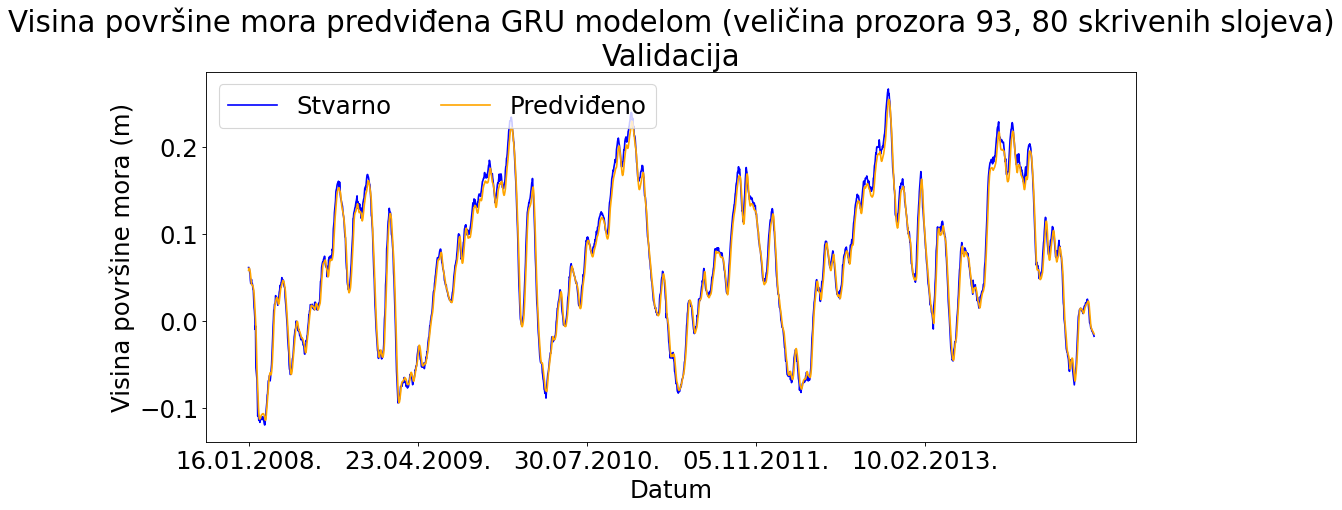 Visina površine mora predviđena GRU modelom (veličina prozora 93, 80 skrivenih slojeva)
Validacija
Stvarno Predviđeno
Visina površine mora (m)
0.2
0.1
0.0
−0.1
16.01.2008. 23.04.2009. 30.07.2010. 05.11.2011. 10.02.2013.
Datum